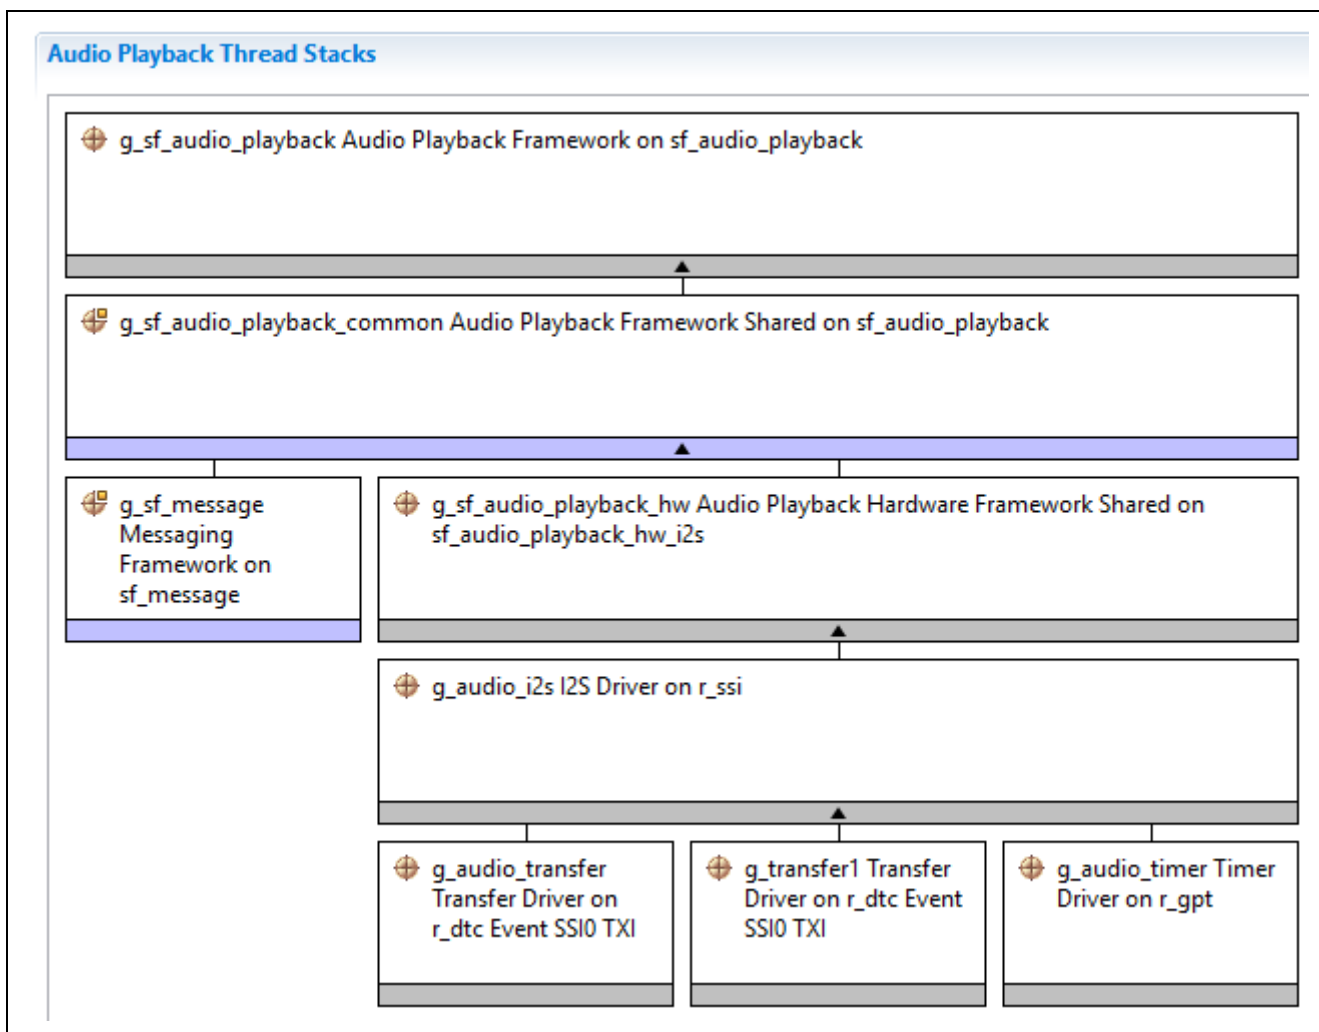 Audio Playback Thread Stacks
g_sf_audio_playback Audio Playback Framework on sf_audio_playback
g_sf_audio_playback_common Audio Playback Framework Shared on sf_audio_playback
g_sf_message
Messaging
Framework on
sf_message
g_sf_audio_playback_hw Audio Playback Hardware Framework Shared on
sf_audio_playback_hw_i2s
g_audio_i2s I2S Driver on r_ssi
g_audio_transfer
Transfer Driver on
r_dtc Event SSI0 TXI
g_transfer1 Transfer
Driver on r_dtc Event
SSI0 TXI
g_audio_timer Timer
Driver on r_gpt